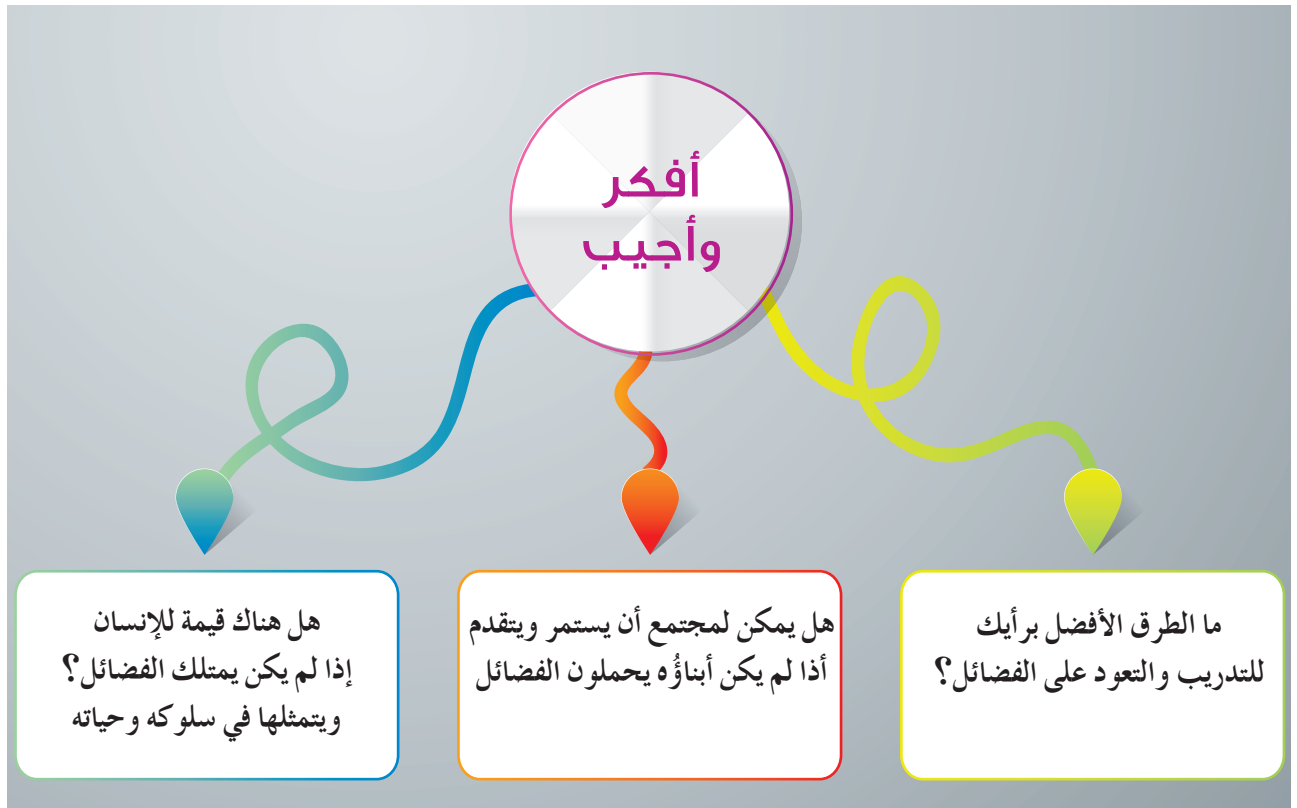 أفكر
وأجيب
ما الطرق الأفضل برأيك
للتدريب والتعود على الفضائل؟
هل يمكن لمجتمع أن يستمر ويتقدم
أذا لم يكن أبناؤُه يحملون الفضائل
هل هناك قيمة للإنسان
إذا لم يكن يمتلك الفضائل؟
ويتمثلها في سلوكه وحياته